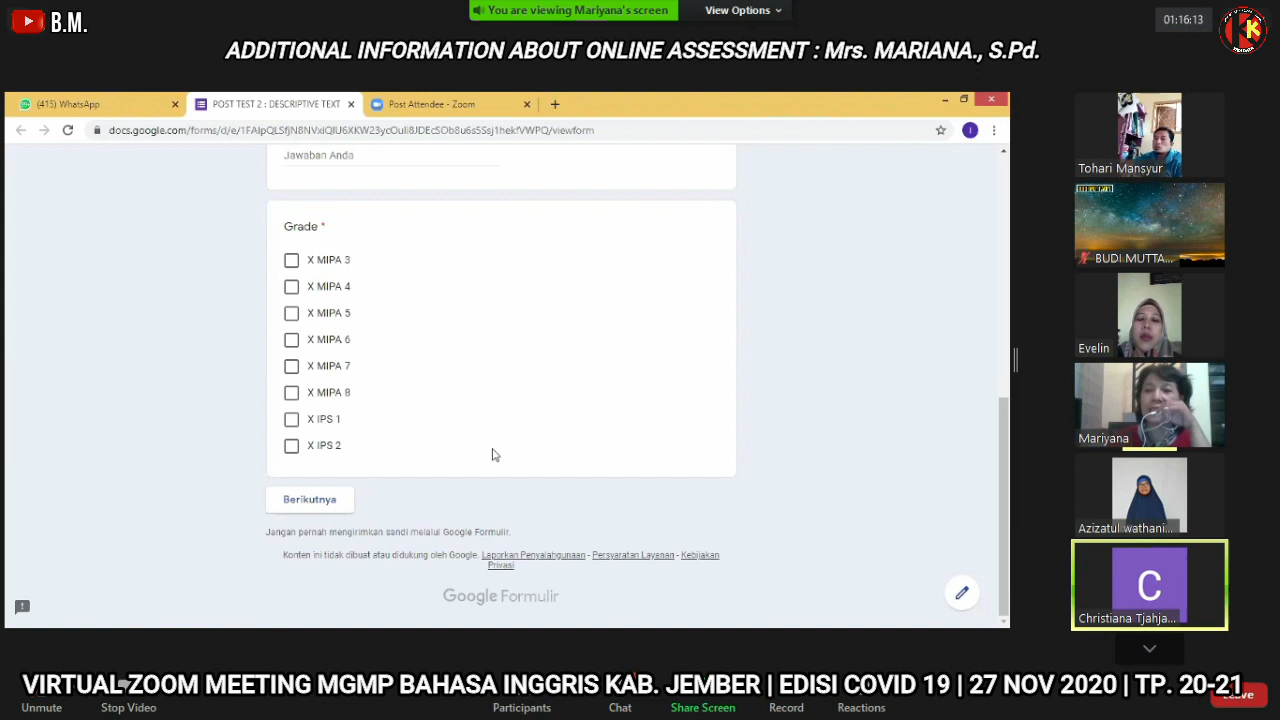 B.M.
You are viewing Mariyana's screen
View Options
01:16:13
ADDITIONAL INFORMATION ABOUT ONLINE ASSESSMENT : Mrs. MARIANA., S.Pd.
(415) WhatsApp
POST TEST 2 : DESCRIPTIVE TEXT
Post Attendee - Zoom
Jawaban Anda
Grade *
X MIPA 3
X MIPA 4
X MIPA 5
X MIPA 6
X MIPA 7
X MIPA 8
X IPS 1
X IPS 2
Berikutnya
Jangan pernah mengirimkan sandi melalui Google Formulir.
Konten ini tidak dibuat atau didukung oleh Google. Laporkan Penyalahgunaan - Persyaratan Layanan - Kebijakan
Privasi
Google Formulir
Tohari Mansyur
BUDI MUTTA...
Evelin
Mariyana
Azizatul wathani...
C
Christiana Tjahja...
VIRTUAL ZOOM MEETING MGMP BAHASA INGGRIS KAB. JEMBER | EDISI COVID 19 | 27 NOV 2020 | TP. 20-21
Unmute
Stop Video
Participants
Chat
Share Screen
Record
Reactions
Leave